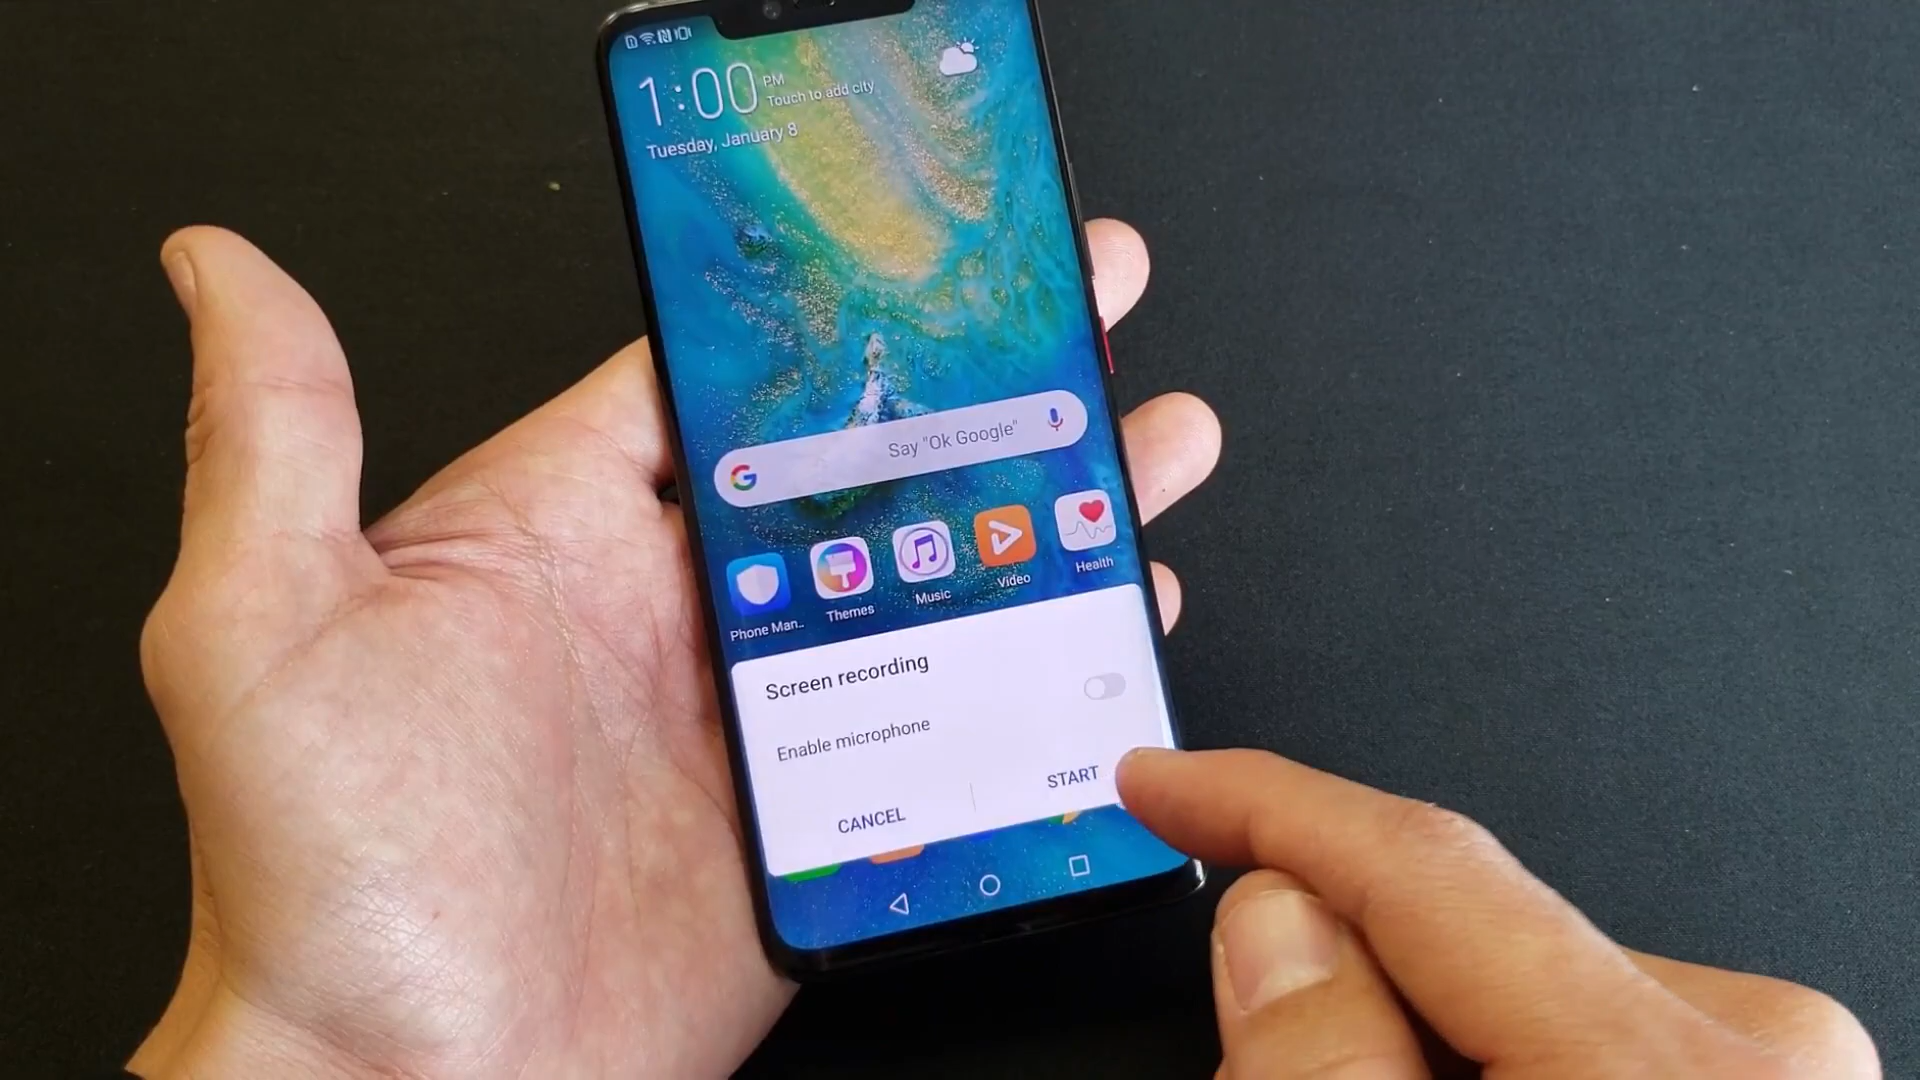 1:00 PM
Touch to add city
Tuesday, January 8
Say "Ok Google"
Phone Man..
Themes
Music
Video
Health
Screen recording
Enable microphone
CANCEL
START